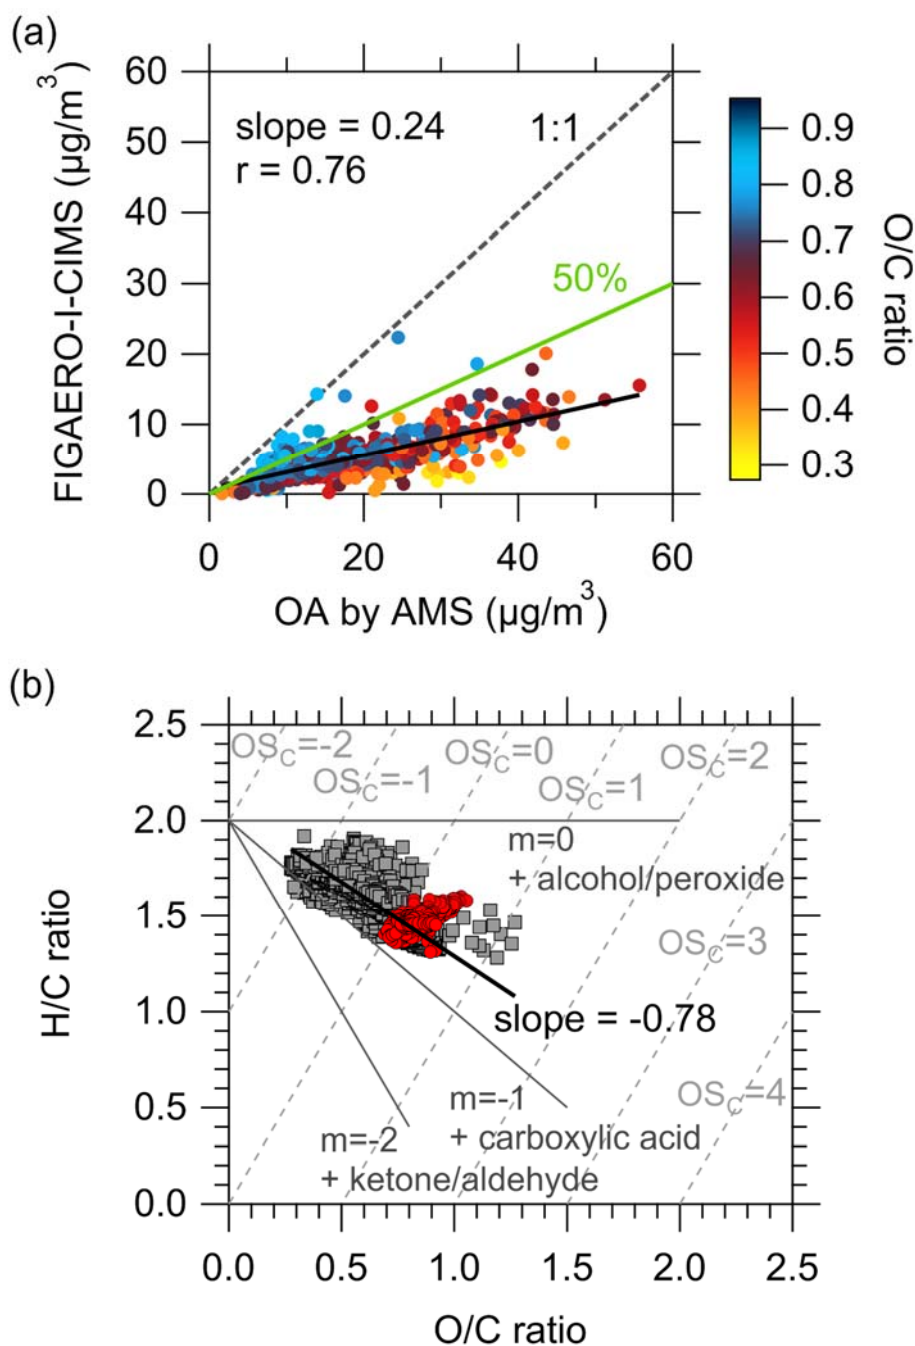 (a)
FIGAERO-I-CIMS (µg/m³)
60
50
40
30
20
10
0
slope = 0.24
r = 0.76
1:1
50%
0 20 40 60
OA by AMS (µg/m³)
0.9
0.8
0.7
0.6
0.5
0.4
0.3
O/C ratio
(b)
H/C ratio
2.5
2.0
1.5
1.0
0.5
0.0
OSC=-2
OSC=-1
OSC=0
OSC=1
OSC=2
m=0
+ alcohol/peroxide
OSC=3
slope = -0.78
OSC=4
m=-1
+ carboxylic acid
m=-2
+ ketone/aldehyde
0.0 0.5 1.0 1.5 2.0 2.5
O/C ratio